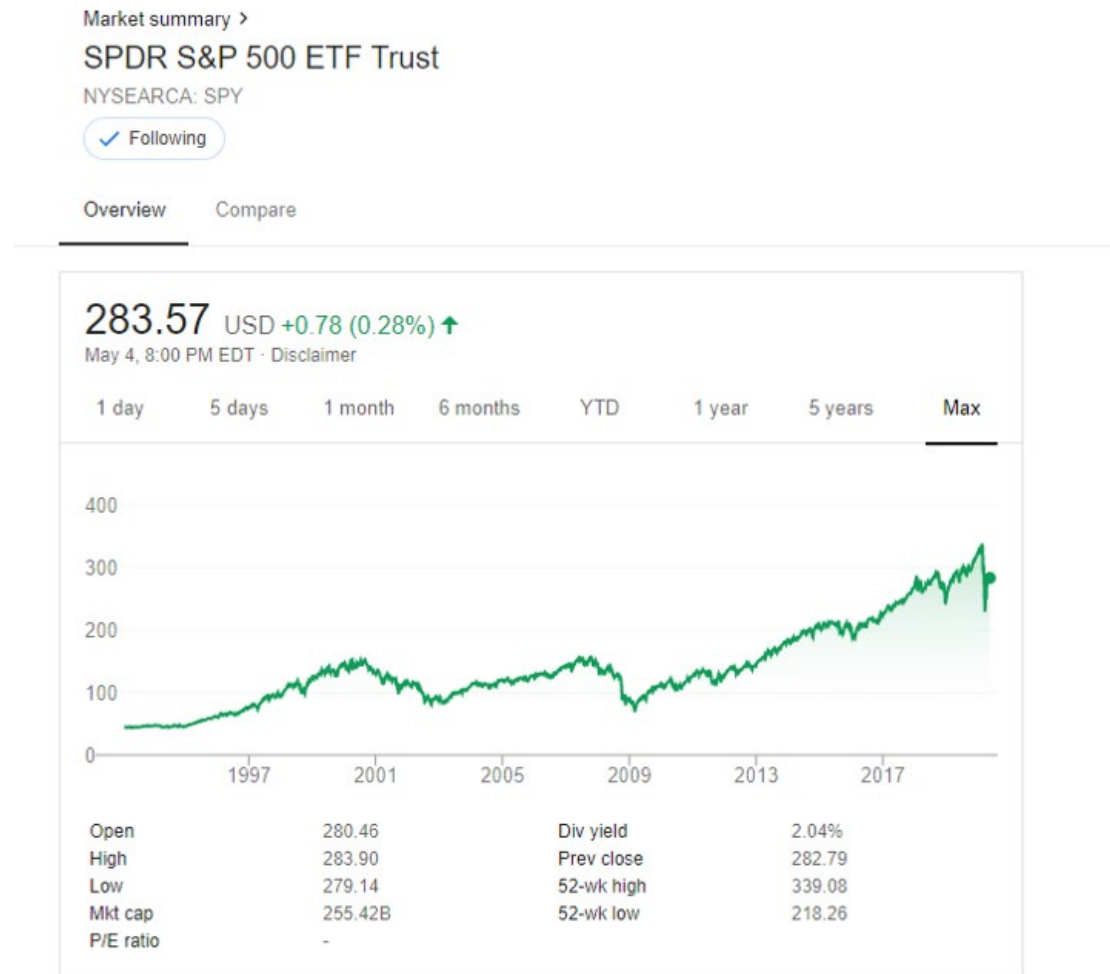 Market summary >
SPDR S&P 500 ETF Trust
NYSEARCA: SPY
Following
Overview Compare
283.57 USD +0.78 (0.28%)
May 4, 8:00 PM EDT · Disclaimer
1 day 5 days 1 month 6 months YTD 1 year 5 years Max
400
300
200
100
0
1997 2001 2005 2009 2013 2017
Open 280.46 Div yield 2.04%
High 283.90 Prev close 282.79
Low 279.14 52-wk high 339.08
Mkt cap 255.42B 52-wk low 218.26
P/E ratio -